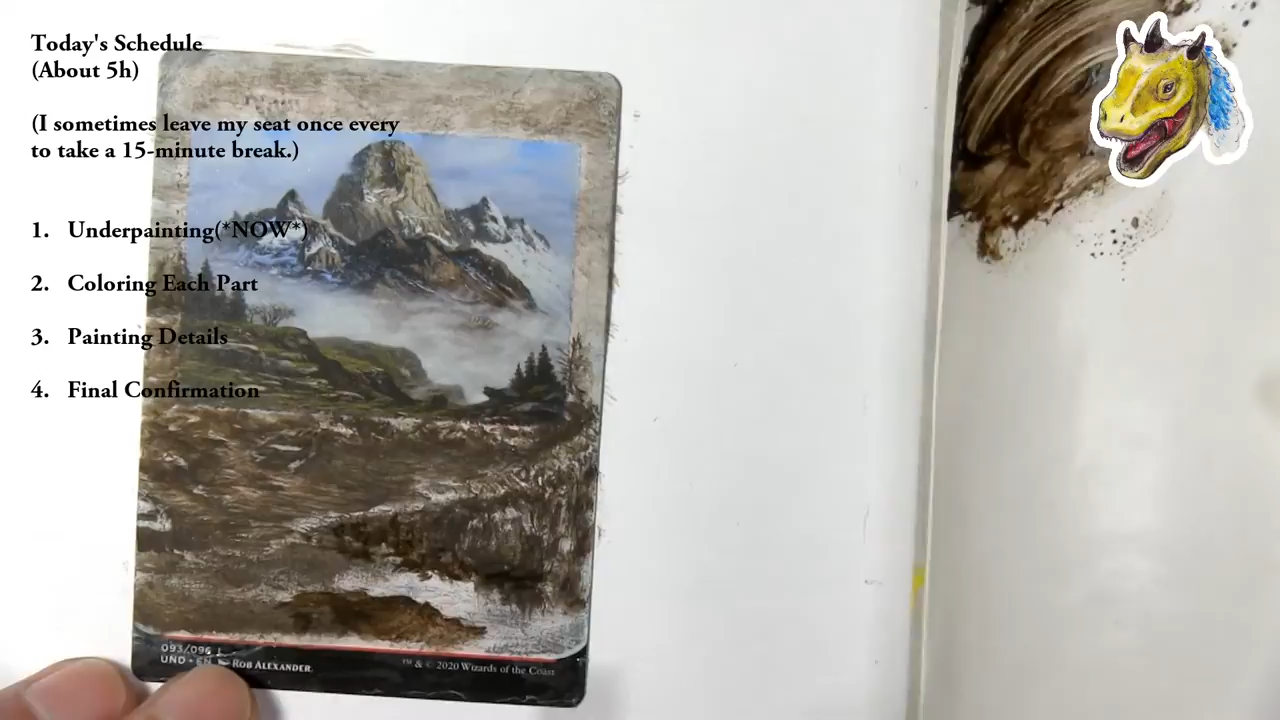 Today's Schedule
(About 5h)
(I sometimes leave my seat once every
to take a 15-minute break.)
1. Underpainting(*NOW*)
2. Coloring Each Part
3. Painting Details
4. Final Confirmation
093/096 L
UND • EN ROB ALEXANDER
™ & © 2020 Wizards of the Coast